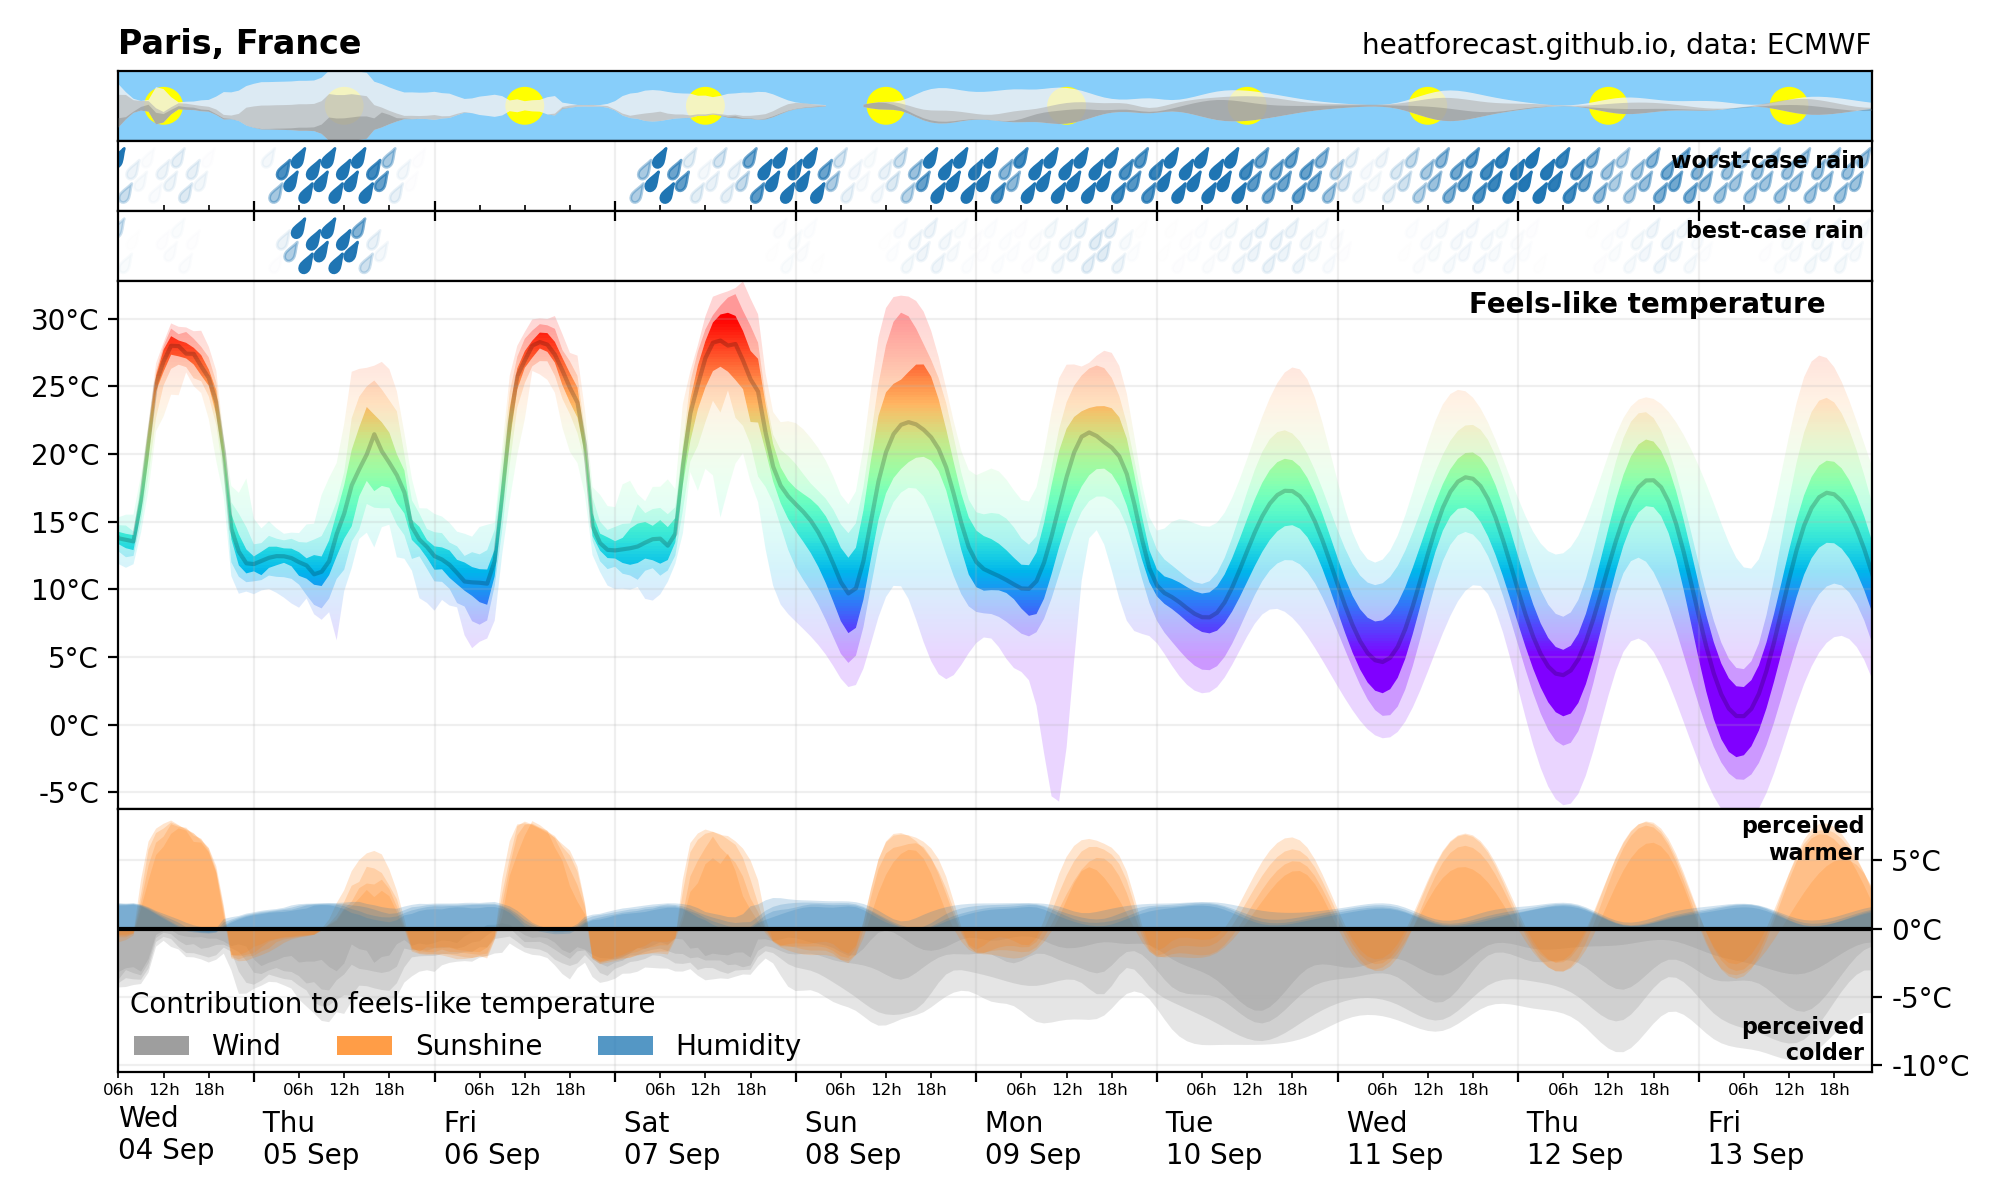 Paris, France
heatforecast.github.io, data: ECMWF
worst-case rain
best-case rain
Feels-like temperature
30°C
25°C
20°C
15°C
10°C
5°C
0°C
-5°C
perceived
warmer
5°C
0°C
-5°C
-10°C
perceived
colder
Contribution to feels-like temperature
Wind Sunshine Humidity
06h 12h 18h 06h 12h 18h 06h 12h 18h 06h 12h 18h 06h 12h 18h 06h 12h 18h 06h 12h 18h 06h 12h 18h 06h 12h 18h 06h 12h 18h
Wed Thu Fri Sat Sun Mon Tue Wed Thu Fri
04 Sep 05 Sep 06 Sep 07 Sep 08 Sep 09 Sep 10 Sep 11 Sep 12 Sep 13 Sep